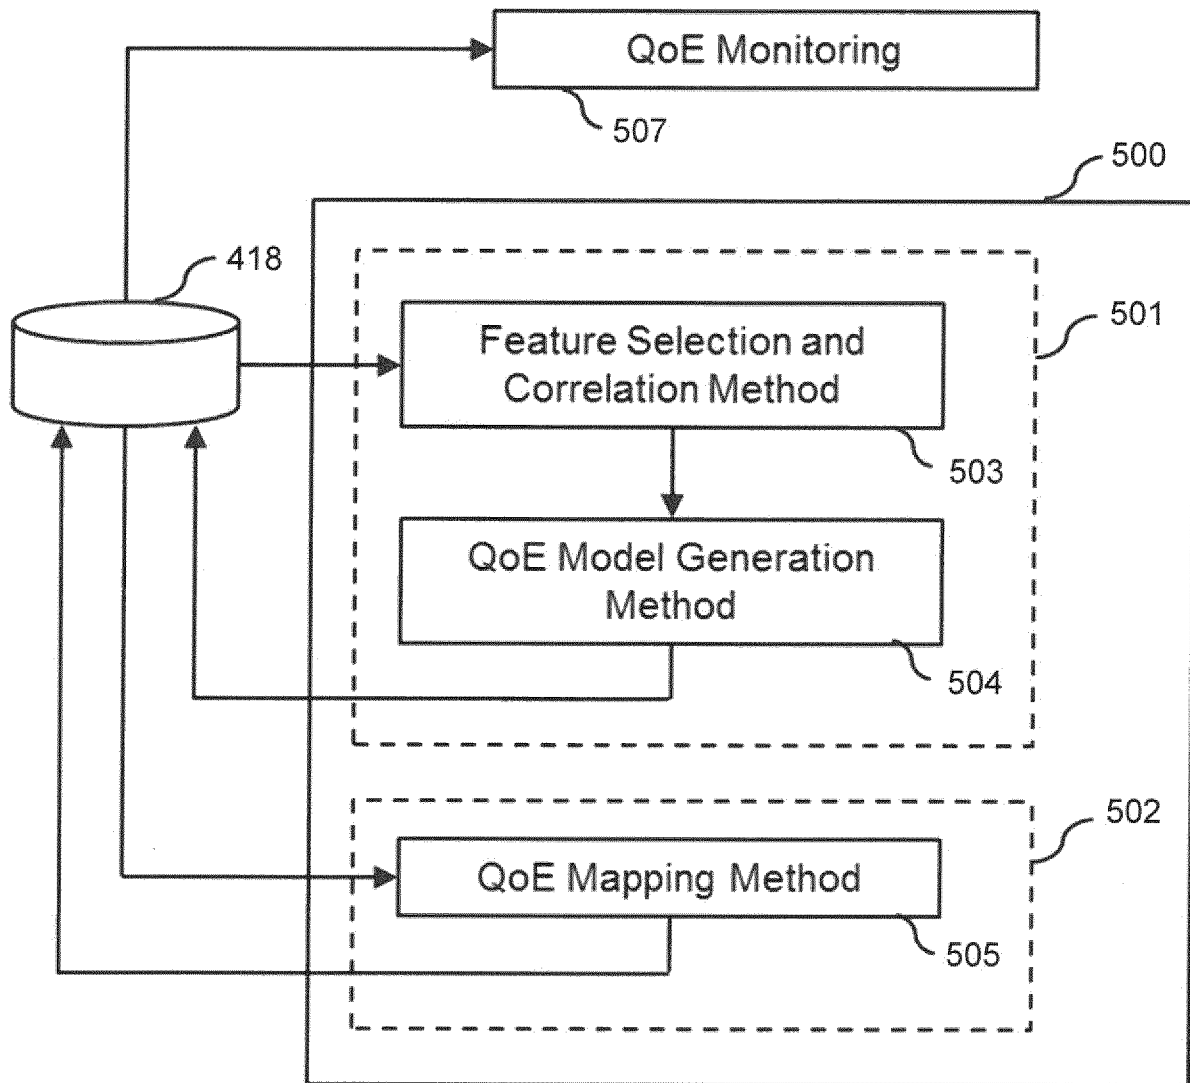 QoE Monitoring
507
500
418
501
Feature Selection and
Correlation Method
503
QoE Model Generation
Method
504
502
QoE Mapping Method
505